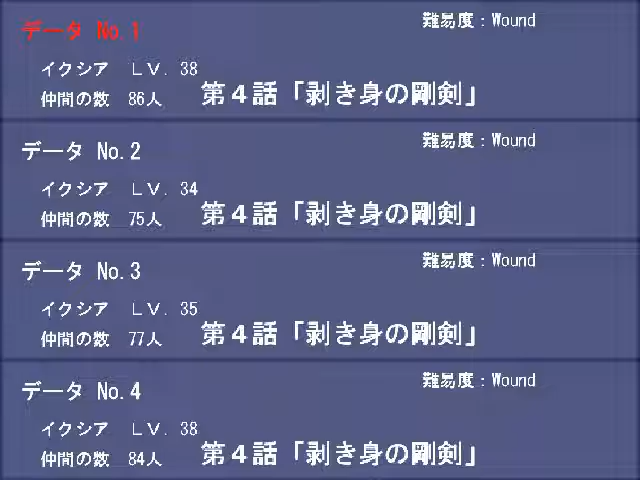 データ No.1
難易度：Wound
イクシア ＬＶ. 38
仲間の数 86人 第４話「剥き身の剛剣」
データ No.2
難易度：Wound
イクシア ＬＶ. 34
仲間の数 75人 第４話「剥き身の剛剣」
データ No.3
難易度：Wound
イクシア ＬＶ. 35
仲間の数 77人 第４話「剥き身の剛剣」
データ No.4
難易度：Wound
イクシア ＬＶ. 38
仲間の数 84人 第４話「剥き身の剛剣」